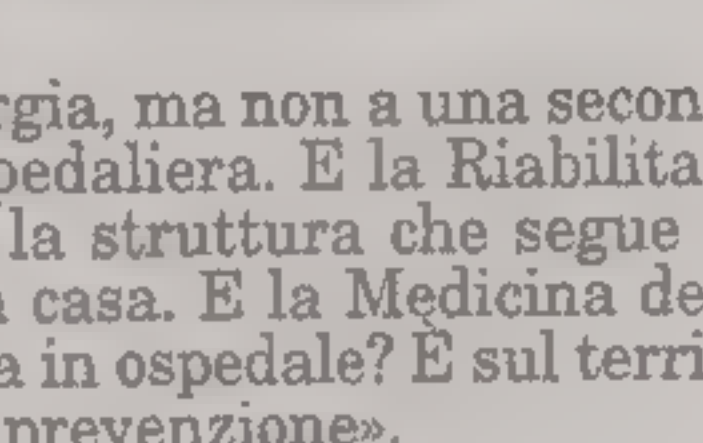 rgia, ma non a una secon
pedaliera. E la Riabilita
la struttura che segue
a casa. E la Medicina de
a in ospedale? È sul terri
prevenzione».